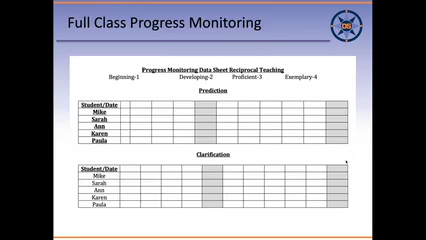 Full Class Progress Monitoring
Progress Monitoring Data Sheet Reciprocal Teaching
Beginning-1 Developing-2 Proficient-3 Exemplary-4
Prediction
Student/Date
Mike
Sarah
Ann
Karen
Paula
Clarification
Student/Date
Mike
Sarah
Ann
Karen
Paula